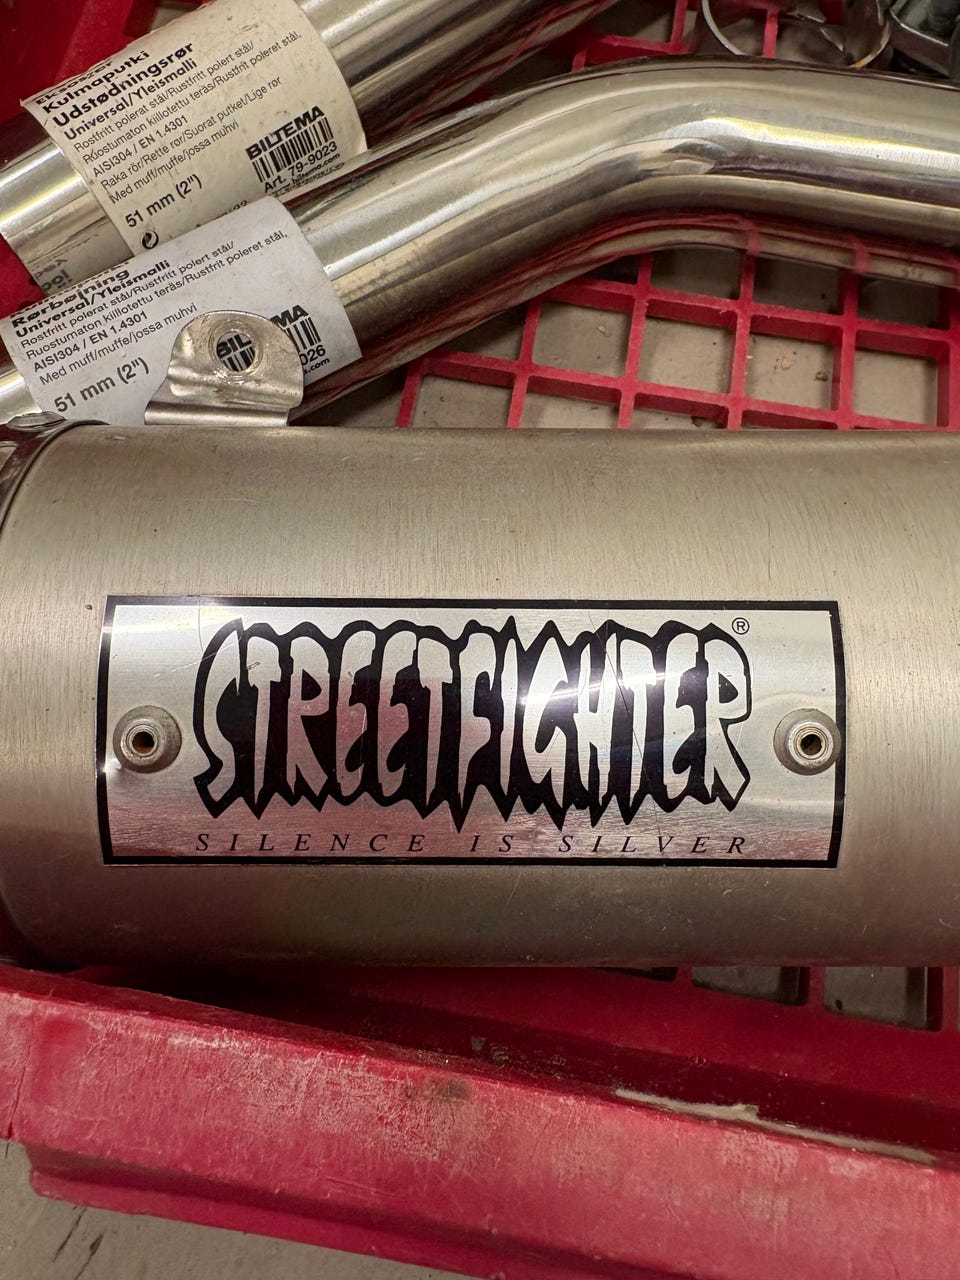 Kulmaputki
Udstødningsrør
Universal/Yleismalli
Rostfritt polerat stål/Rustfritt polert stål/
Ruostumaton kiillotettu teräs/Rustfrit poleret stål,
AISI304 / EN 1.4301
Raka rör/Rette rør/Suorat putket/Lige rør
Med muff/muffe/jossa muhvi
51 mm (2")
BILTEMA
Art. 79-9023
biltema.com
Rørbøjning
Universal/Yleismalli
Rostfritt polerat stål/Rustfritt polert stål/
Ruostumaton kiillotettu teräs/Rustfrit poleret stål,
AISI304 / EN 1.4301
Med muff/muffe/jossa muhvi
51 mm (2")
STREETFIGHTER®
SILENCE IS SILVER